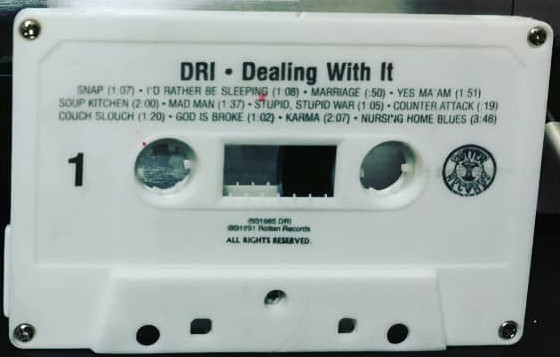 DRI • Dealing With It
SNAP (1:07) • I'D RATHER BE SLEEPING (1:08) • MARRIAGE (:50) • YES MA'AM (1:51)
SOUP KITCHEN (2:00) • MAD MAN (1:37) • STUPID, STUPID WAR (1:05) • COUNTER ATTACK (:19)
COUCH SLOUCH (1:20) • GOD IS BROKE (1:02) • KARMA (2:07) • NURSING HOME BLUES (3:48)
1
ROTTEN RECORDS
℗©1985 DRI
℗©1991 Rotten Records
ALL RIGHTS RESERVED.